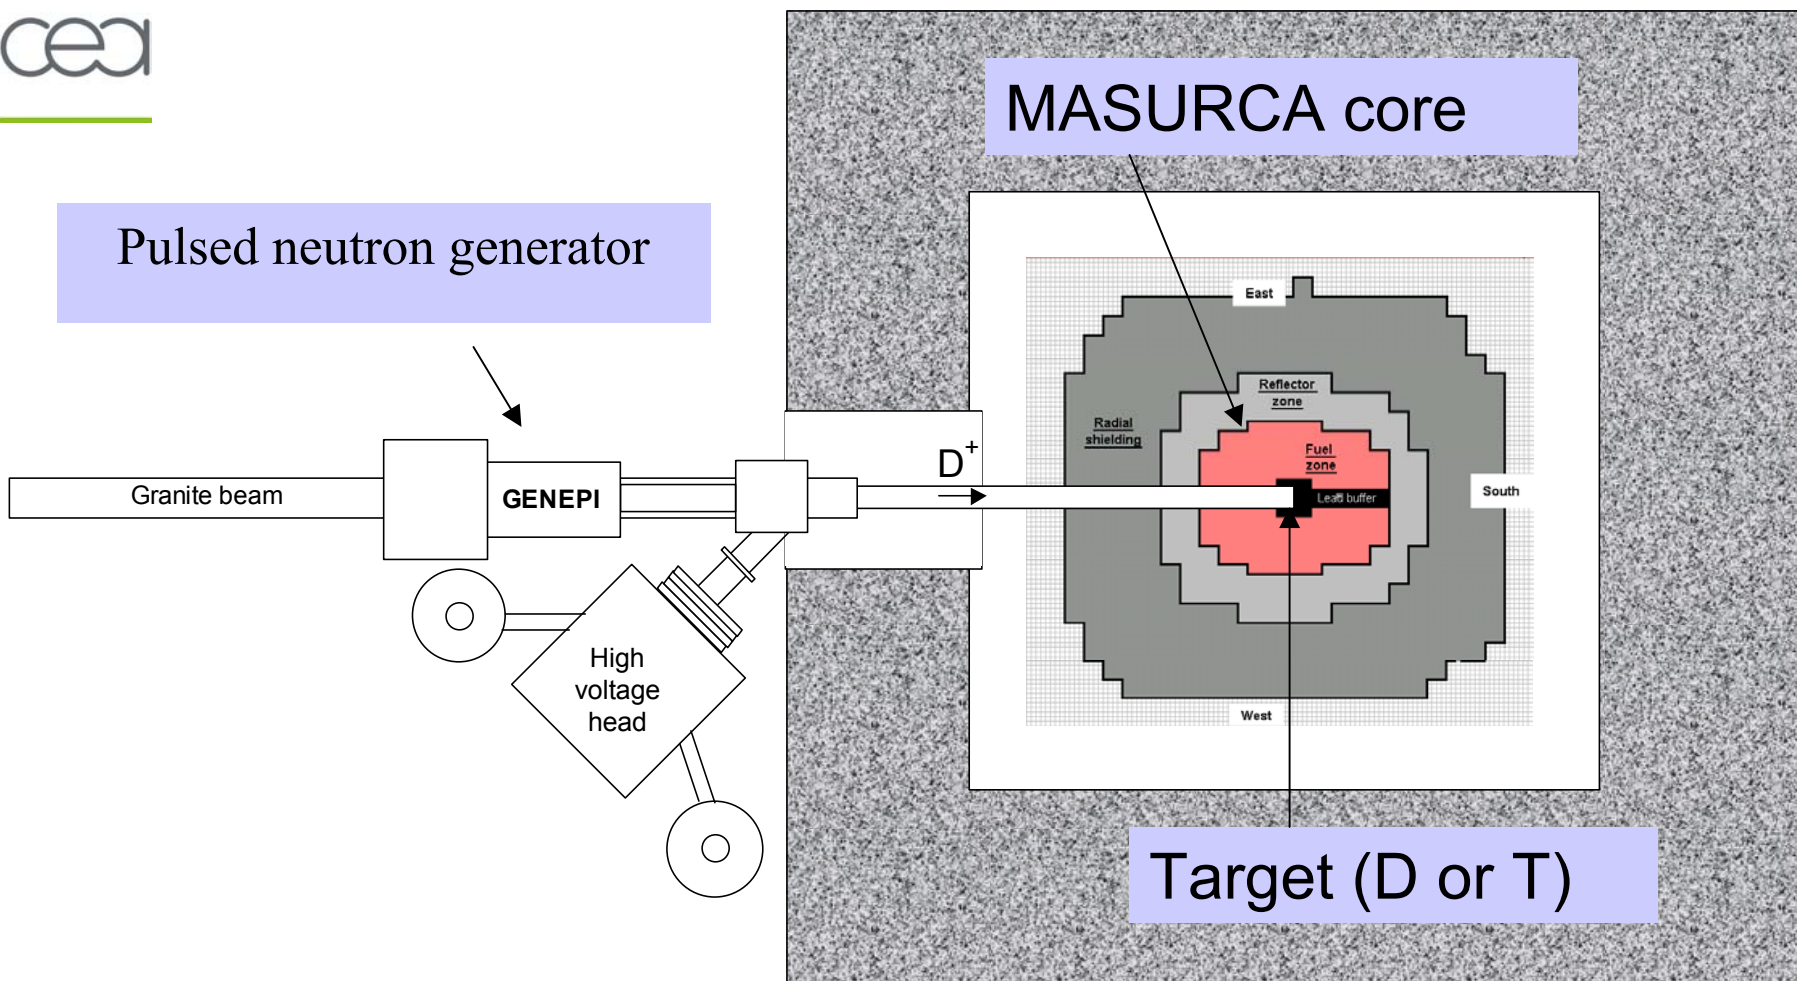 cea
MASURCA core
Pulsed neutron generator
East
Reflector
zone
Radial
shielding
Fuel
zone
D+
Granite beam
GENEPI
Lead buffer
South
High
voltage
head
West
Target (D or T)